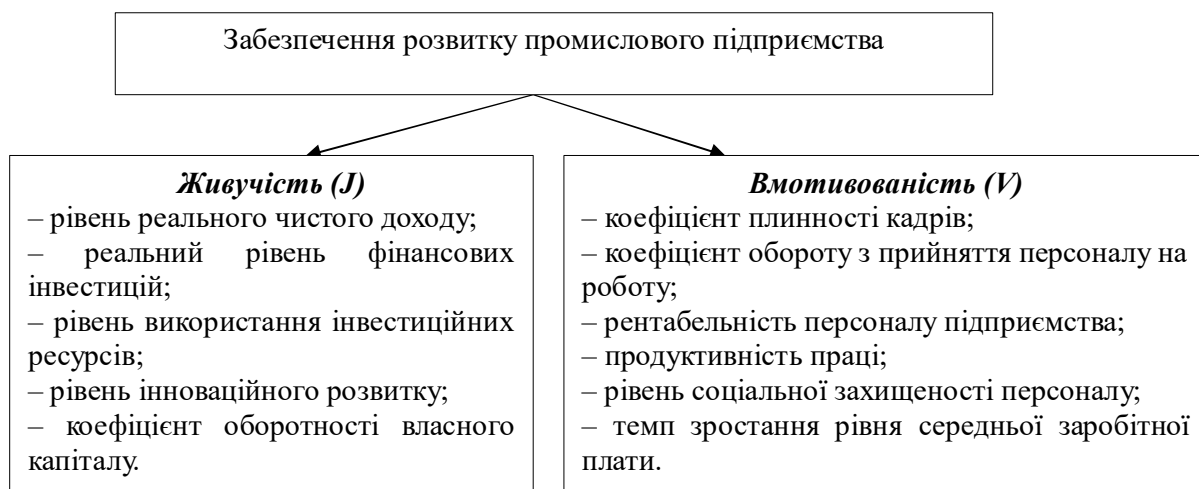 Забезпечення розвитку промислового підприємства
Живучість (J)
– рівень реального чистого доходу;
– реальний рівень фінансових
інвестицій;
– рівень використання інвестиційних
ресурсів;
– рівень інноваційного розвитку;
– коефіцієнт оборотності власного
капіталу.
Вмотивованість (V)
– коефіцієнт плинності кадрів;
– коефіцієнт обороту з прийняття персоналу на
роботу;
– рентабельність персоналу підприємства;
– продуктивність праці;
– рівень соціальної захищеності персоналу;
– темп зростання рівня середньої заробітної
плати.